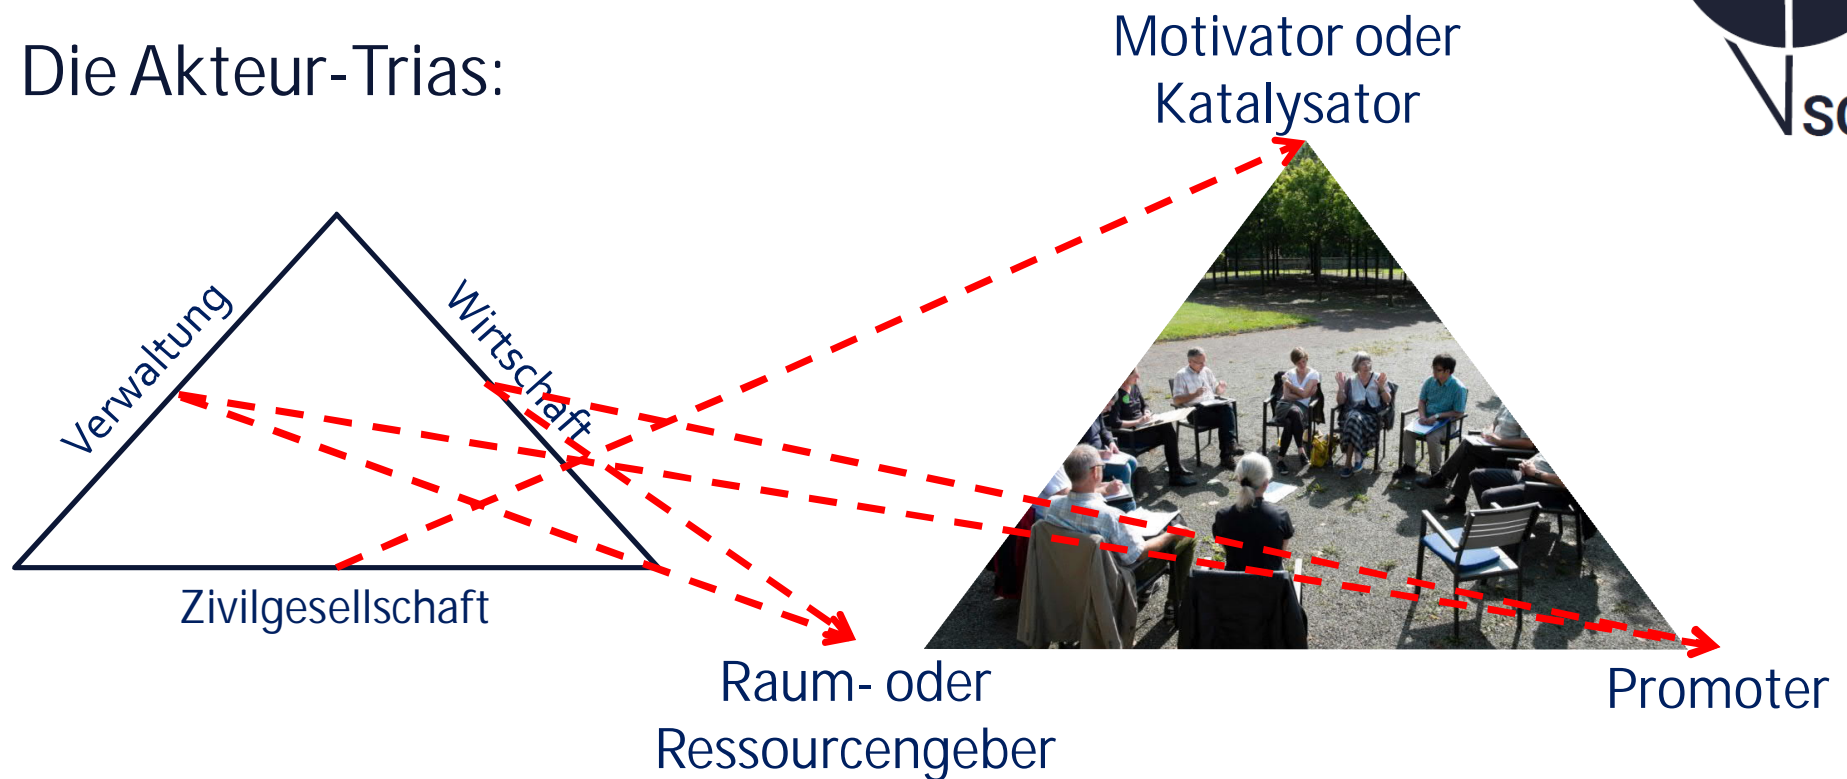 Die Akteur-Trias:
Motivator oder
Katalysator
Verwaltung
Wirtschaft
Zivilgesellschaft
Raum- oder
Ressourcengeber
Promoter